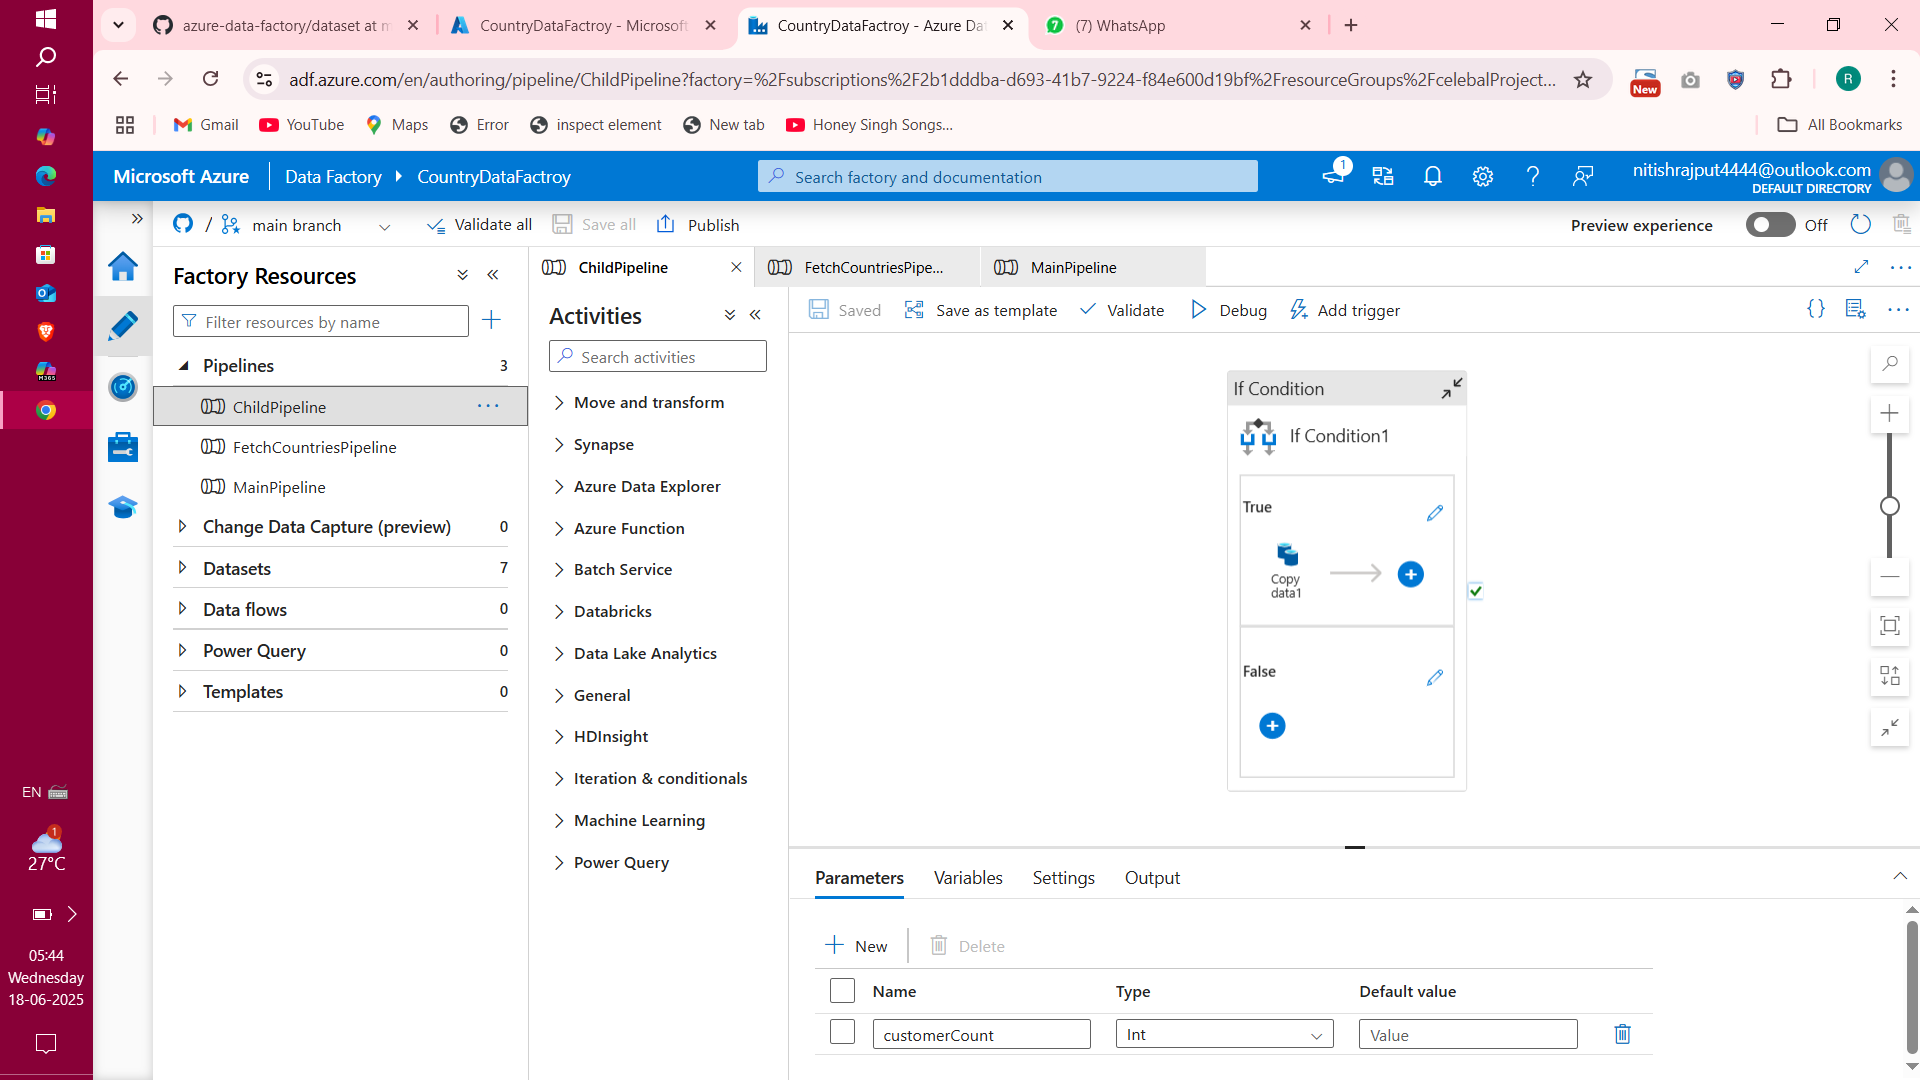 azure-data-factory/dataset at m
CountryDataFactroy - Microsoft
CountryDataFactroy - Azure Dat
7
(7) WhatsApp
adf.azure.com/en/authoring/pipeline/ChildPipeline?factory=%2Fsubscriptions%2F2b1dddba-d693-41b7-9224-f84e600d19bf%2FresourceGroups%2FcelebalProject...
New
R
Gmail
YouTube
Maps
Error
inspect element
New tab
Honey Singh Songs...
All Bookmarks
Microsoft Azure
Data Factory
CountryDataFactroy
Search factory and documentation
1
nitishrajput4444@outlook.com
DEFAULT DIRECTORY
/
main branch
Validate all
Save all
Publish
Preview experience
Off
Factory Resources
Filter resources by name
Pipelines 3
ChildPipeline
FetchCountriesPipeline
MainPipeline
Change Data Capture (preview) 0
Datasets 7
Data flows 0
Power Query 0
Templates 0
ChildPipeline
FetchCountriesPipe...
MainPipeline
Activities
Search activities
Move and transform
Synapse
Azure Data Explorer
Azure Function
Batch Service
Databricks
Data Lake Analytics
General
HDInsight
Iteration & conditionals
Machine Learning
Power Query
Saved
Save as template
Validate
Debug
Add trigger
{}
If Condition
If Condition1
True
Copy
data1
False
Parameters
Variables
Settings
Output
New
Delete
Name Type Default value
customerCount Int Value
M365
EN
1
27°C
05:44
Wednesday
18-06-2025